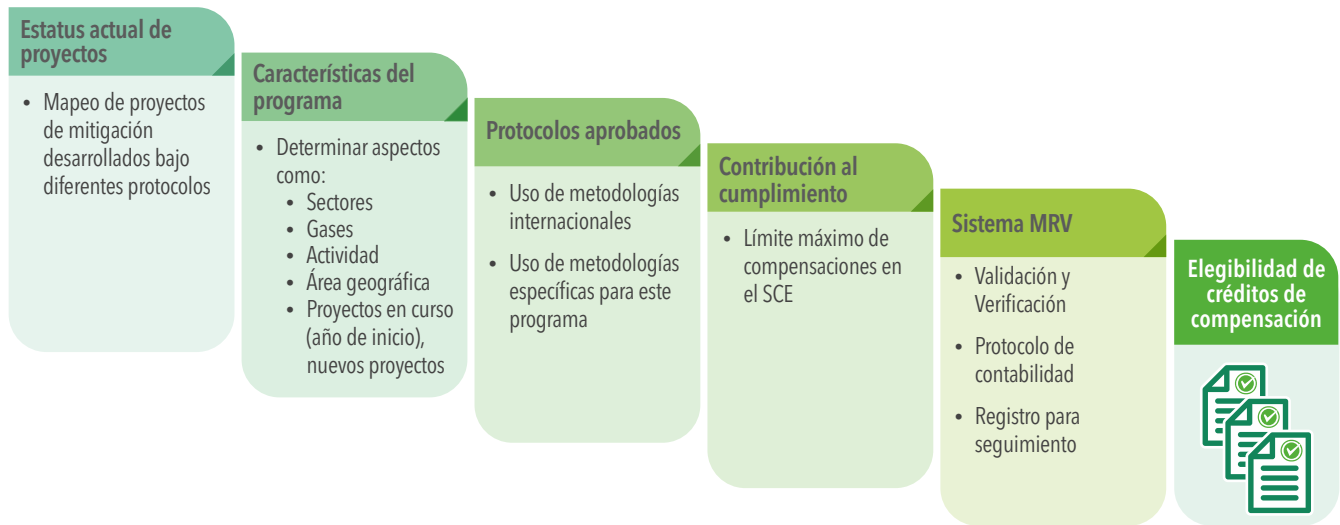 Estatus actual de
proyectos
• Mapeo de proyectos
de mitigación
desarrollados bajo
diferentes protocolos
Características del
programa
• Determinar aspectos
como:
• Sectores
• Gases
• Actividad
• Área geográfica
• Proyectos en curso
(año de inicio),
nuevos proyectos
Protocolos aprobados
• Uso de metodologías
internacionales
• Uso de metodologías
específicas para este
programa
Contribución al
cumplimiento
• Límite máximo de
compensaciones en
el SCE
Sistema MRV
• Validación y
Verificación
• Protocolo de
contabilidad
• Registro para
seguimiento
Elegibilidad de
créditos de
compensación